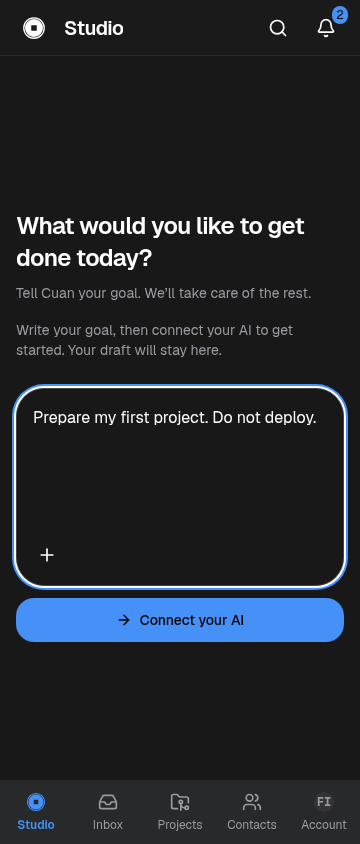 Studio
2
What would you like to get
done today?
Tell Cuan your goal. We’ll take care of the rest.
Write your goal, then connect your AI to get
started. Your draft will stay here.
Prepare my first project. Do not deploy.
Connect your AI
Studio
Inbox
Projects
Contacts
FI
Account